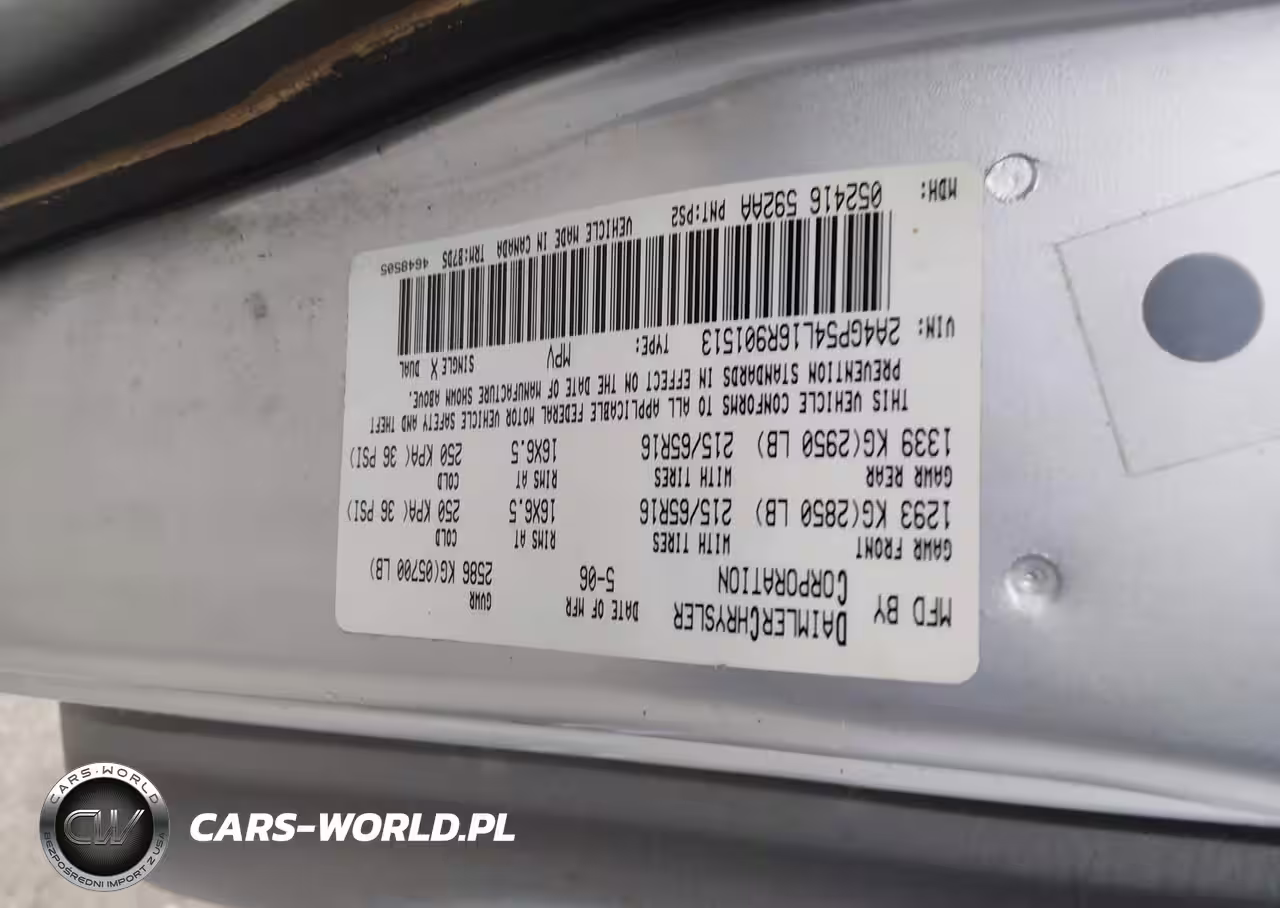 MFD BY DAIMLERCHRYSLER CORPORATION DATE OF MFR 5-06 GVWR 2586 KG(05700 LB)
GAWR FRONT WITH TIRES RIMS AT COLD
1293 KG(2850 LB) 215/65R16 16X6.5 250 KPA( 36 PSI)
GAWR REAR WITH TIRES RIMS AT COLD
1339 KG(2950 LB) 215/65R16 16X6.5 250 KPA( 36 PSI)
THIS VEHICLE CONFORMS TO ALL APPLICABLE FEDERAL MOTOR VEHICLE SAFETY AND THEFT
PREVENTION STANDARDS IN EFFECT ON THE DATE OF MANUFACTURE SHOWN ABOVE.
VIN: 2A4GP54L16R901513 TYPE: MPV SINGLE X DUAL
MDH: 052416 592AA PNT:PS2 VEHICLE MADE IN CANADA TRM:B7D5 4648505
CARS-WORLD
CW
BEZPOŚREDNI IMPORT Z USA
CARS-WORLD.PL